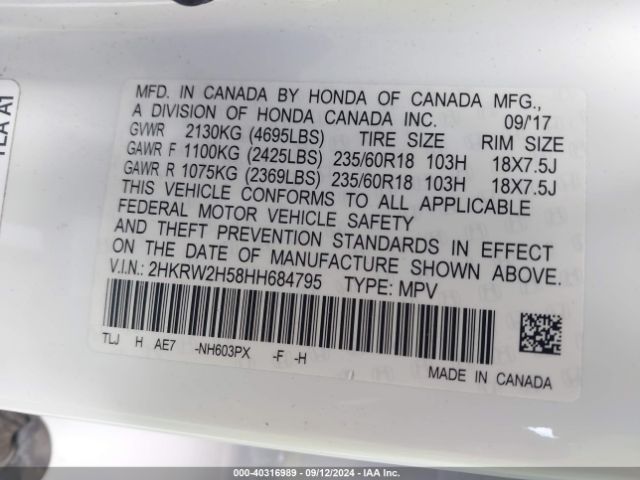 TLA A1
MFD. IN CANADA BY HONDA OF CANADA MFG.,
A DIVISION OF HONDA CANADA INC. 09/'17
GVWR 2130KG (4695LBS) TIRE SIZE RIM SIZE
GAWR F 1100KG (2425LBS) 235/60R18 103H 18X7.5J
GAWR R 1075KG (2369LBS) 235/60R18 103H 18X7.5J
THIS VEHICLE CONFORMS TO ALL APPLICABLE
FEDERAL MOTOR VEHICLE SAFETY
AND THEFT PREVENTION STANDARDS IN EFFECT
ON THE DATE OF MANUFACTURE SHOWN ABOVE.
V.I.N.: 2HKRW2H58HH684795 TYPE: MPV
TLJ H AE7 -NH603PX -F -H
MADE IN CANADA
000-40316989 - 09/12/2024 - IAA Inc.